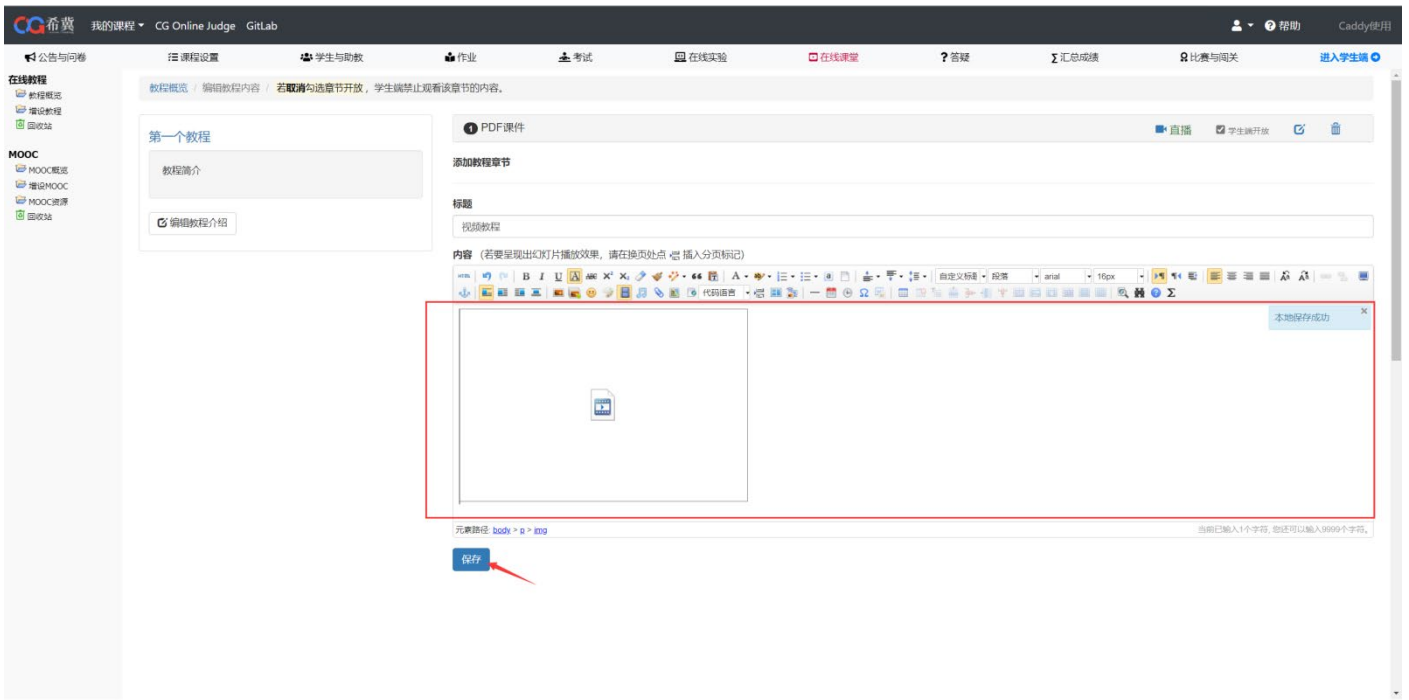 CG希冀 我的课程 CG Online Judge GitLab 帮助 Caddy使用
公告与问卷 课程设置 学生与助教 作业 考试 在线实验 在线课堂 答疑 汇总成绩 比赛与闯关 进入学生端
在线教程
教程概览
增设教程
回收站
MOOC
MOOC概览
增设MOOC
MOOC资源
回收站
教程概览 / 编辑教程内容 / 若取消勾选章节开放，学生端禁止观看该章节的内容。
第一个教程
教程简介
编辑教程介绍
1 PDF课件 直播 学生端开放
添加教程章节
标题
视频教程
内容 (若要呈现出幻灯片播放效果，请在换页处点 插入分页标记)
HTML B I U A ABC X² X₂ 66 A 自定义标题 段落 arial 16px
代码语言 Ω Σ
本地保存成功 ×
元素路径: body > p > img 当前已输入1个字符, 您还可以输入9999个字符。
保存